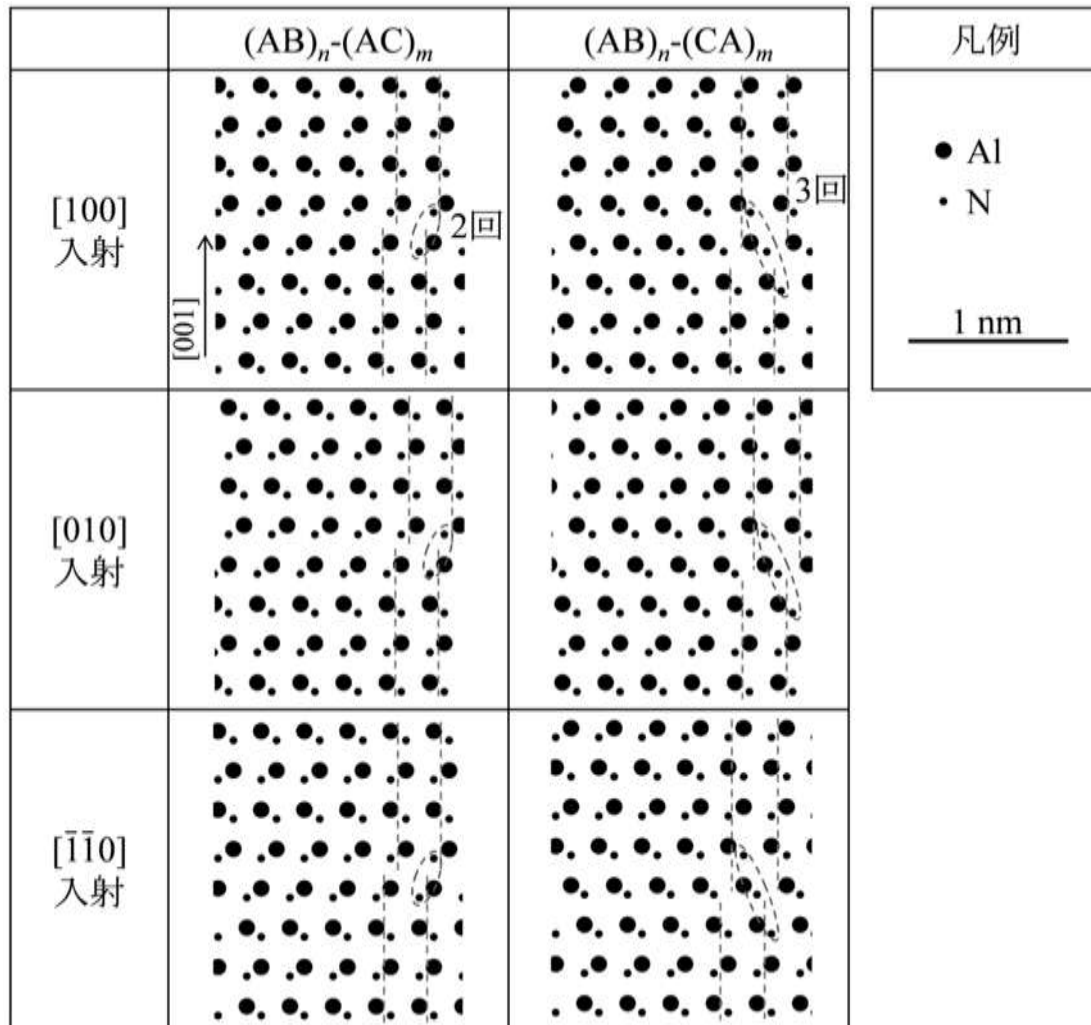 (AB)n-(AC)m
(AB)n-(CA)m
凡例
[100]
入射
[001]
2回
3回
Al
N
1 nm
[010]
入射
[1̄1̄0]
入射